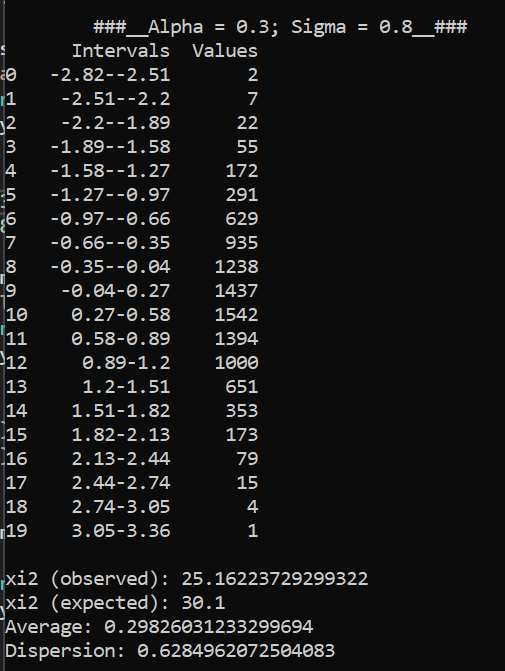 ###__Alpha = 0.3; Sigma = 0.8__###
Intervals Values
0 -2.82--2.51 2
1 -2.51--2.2 7
2 -2.2--1.89 22
3 -1.89--1.58 55
4 -1.58--1.27 172
5 -1.27--0.97 291
6 -0.97--0.66 629
7 -0.66--0.35 935
8 -0.35--0.04 1238
9 -0.04-0.27 1437
10 0.27-0.58 1542
11 0.58-0.89 1394
12 0.89-1.2 1000
13 1.2-1.51 651
14 1.51-1.82 353
15 1.82-2.13 173
16 2.13-2.44 79
17 2.44-2.74 15
18 2.74-3.05 4
19 3.05-3.36 1
xi2 (observed): 25.16223729299322
xi2 (expected): 30.1
Average: 0.29826031233299694
Dispersion: 0.6284962072504083